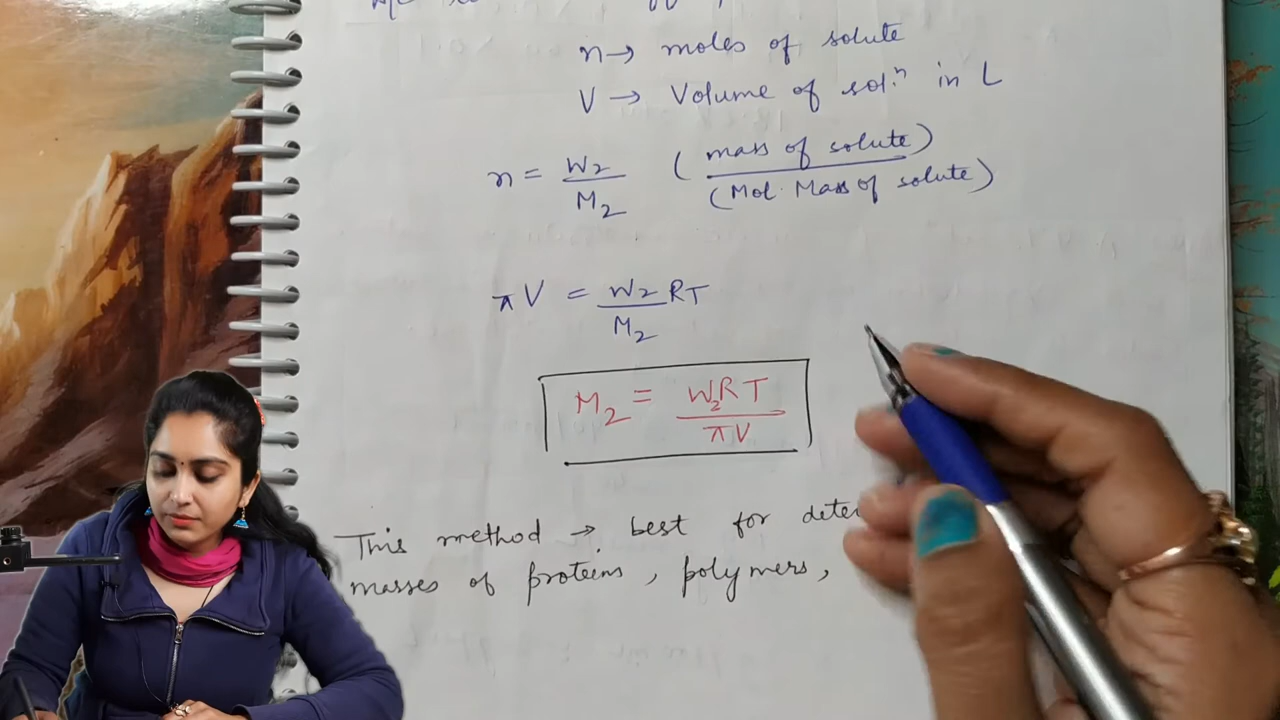 n → moles of solute
V → Volume of sol.ⁿ in L
n = W₂/M₂ (mass of solute)/(Mol. Mass of solute)
πV = W₂/M₂ RT
M₂ = W₂RT/πV
This method → best for deter
masses of proteins, polymers,